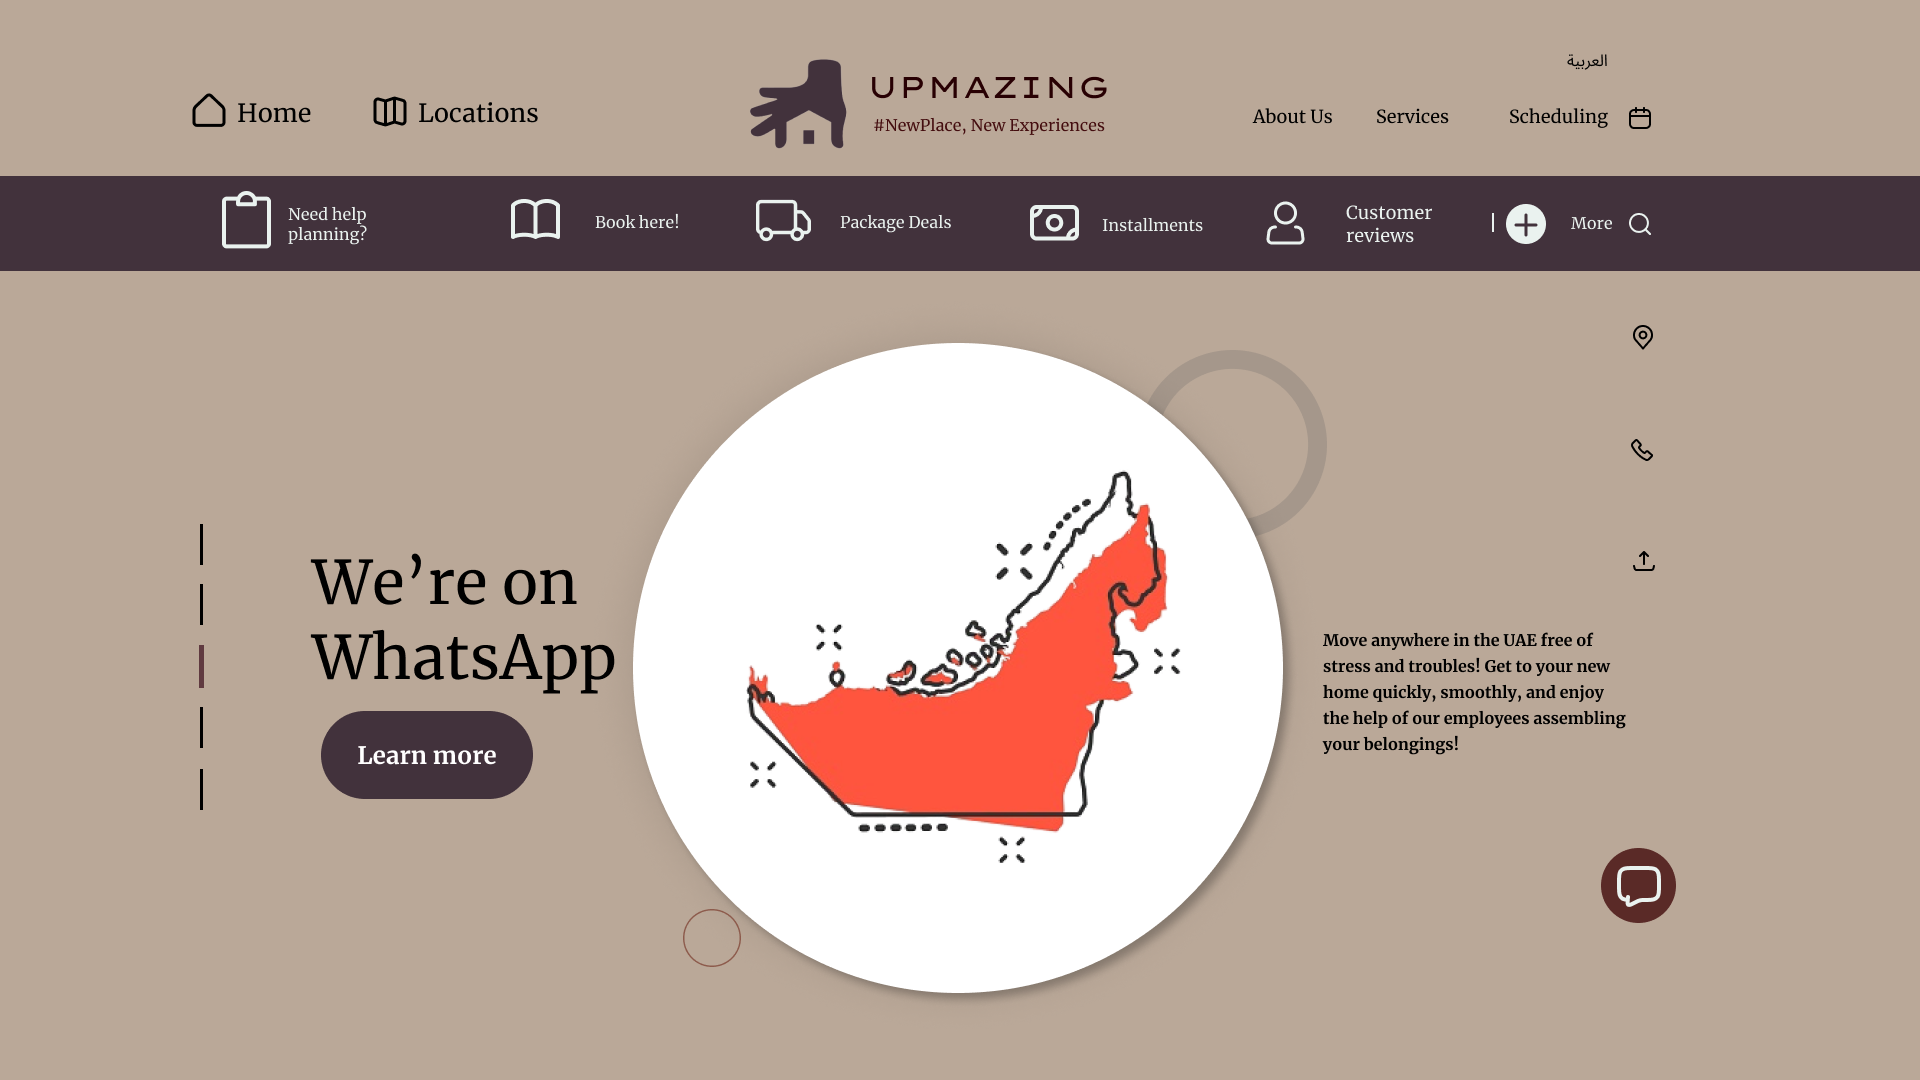 العربية
Home
Locations
UPMAZING
#NewPlace, New Experiences
About Us
Services
Scheduling
Need help
planning?
Book here!
Package Deals
Installments
Customer
reviews
More
We’re on
WhatsApp
Learn more
Move anywhere in the UAE free of
stress and troubles! Get to your new
home quickly, smoothly, and enjoy
the help of our employees assembling
your belongings!